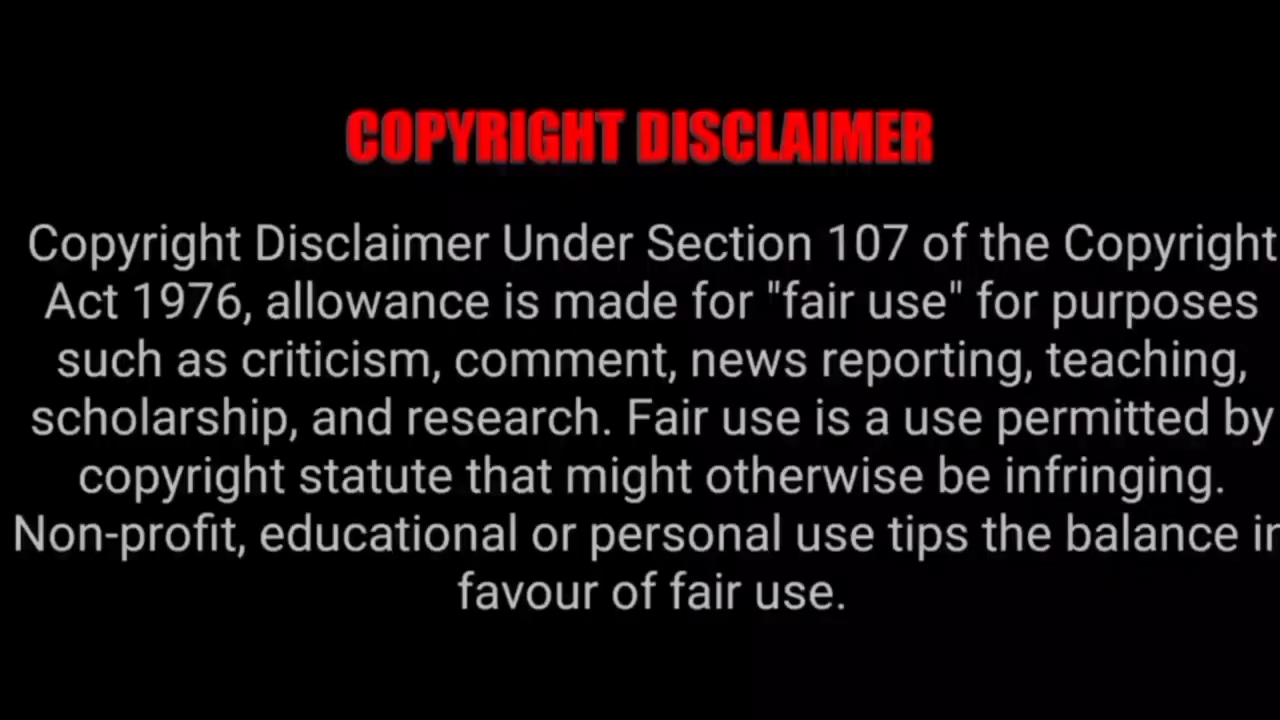 COPYRIGHT DISCLAIMER
Copyright Disclaimer Under Section 107 of the Copyright
Act 1976, allowance is made for "fair use" for purposes
such as criticism, comment, news reporting, teaching,
scholarship, and research. Fair use is a use permitted by
copyright statute that might otherwise be infringing.
Non-profit, educational or personal use tips the balance in
favour of fair use.